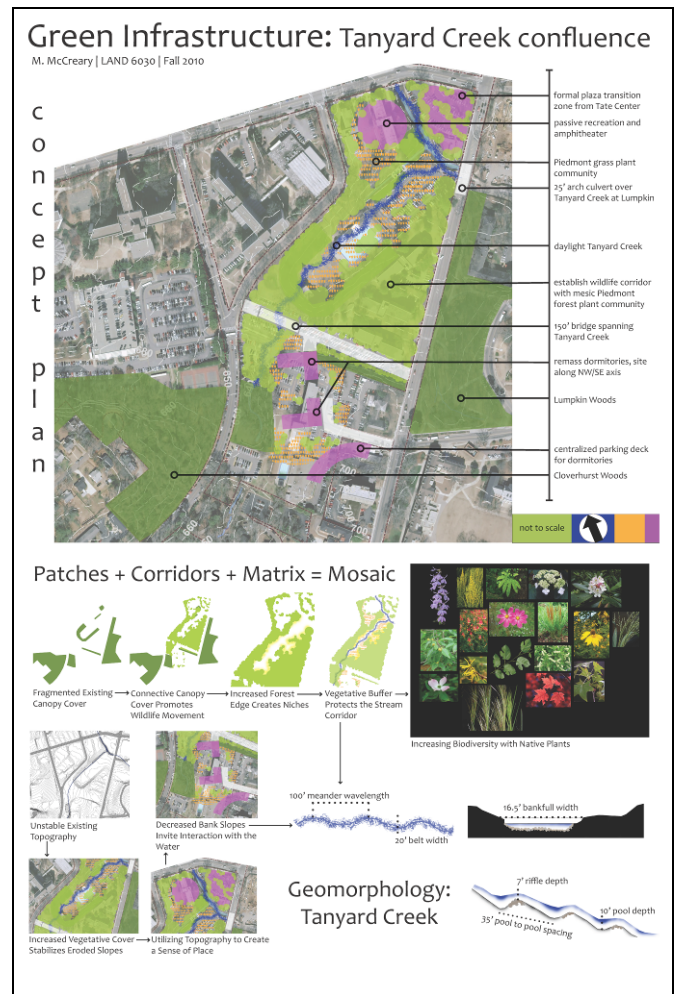 Green Infrastructure: Tanyard Creek confluence
M. McCreary | LAND 6030 | Fall 2010
concept plan
formal plaza transition
zone from Tate Center
passive recreation and
amphitheater
Piedmont grass plant
community
25' arch culvert over
Tanyard Creek at Lumpkin
daylight Tanyard Creek
establish wildlife corridor
with mesic Piedmont
forest plant community
150' bridge spanning
Tanyard Creek
remass dormitories, site
along NW/SE axis
Lumpkin Woods
centralized parking deck
for dormitories
Cloverhurst Woods
650
700
660
700
700
not to scale
Patches + Corridors + Matrix = Mosaic
Fragmented Existing
Canopy Cover
Connective Canopy
Cover Promotes
Wildlife Movement
Increased Forest
Edge Creates Niches
Vegetative Buffer
Protects the Stream
Corridor
Increasing Biodiversity with Native Plants
Unstable Existing
Topography
Decreased Bank Slopes
Invite Interaction with the
Water
100' meander wavelength
20' belt width
16.5' bankfull width
Increased Vegetative Cover
Stabilizes Eroded Slopes
Utilizing Topography to Create
a Sense of Place
Geomorphology:
Tanyard Creek
7' riffle depth
10' pool depth
35' pool to pool spacing